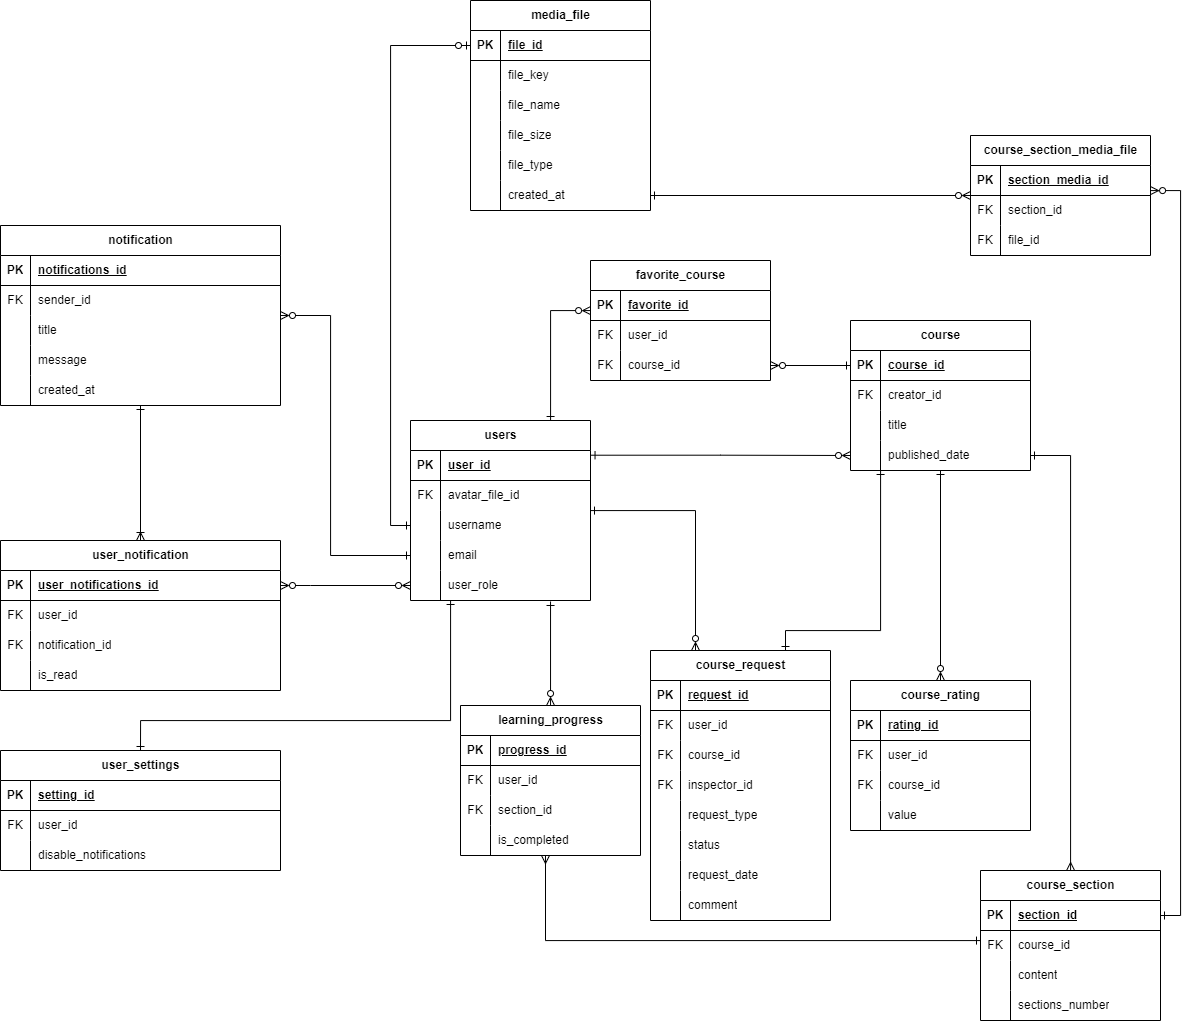 media_file
PK file_id
file_key
file_name
file_size
file_type
created_at
course_section_media_file
PK section_media_id
FK section_id
FK file_id
notification
PK notifications_id
FK sender_id
title
message
created_at
favorite_course
PK favorite_id
FK user_id
FK course_id
course
PK course_id
FK creator_id
title
published_date
users
PK user_id
FK avatar_file_id
username
email
user_role
user_notification
PK user_notifications_id
FK user_id
FK notification_id
is_read
course_request
PK request_id
FK user_id
FK course_id
FK inspector_id
request_type
status
request_date
comment
course_rating
PK rating_id
FK user_id
FK course_id
value
learning_progress
PK progress_id
FK user_id
FK section_id
is_completed
user_settings
PK setting_id
FK user_id
disable_notifications
course_section
PK section_id
FK course_id
content
sections_number